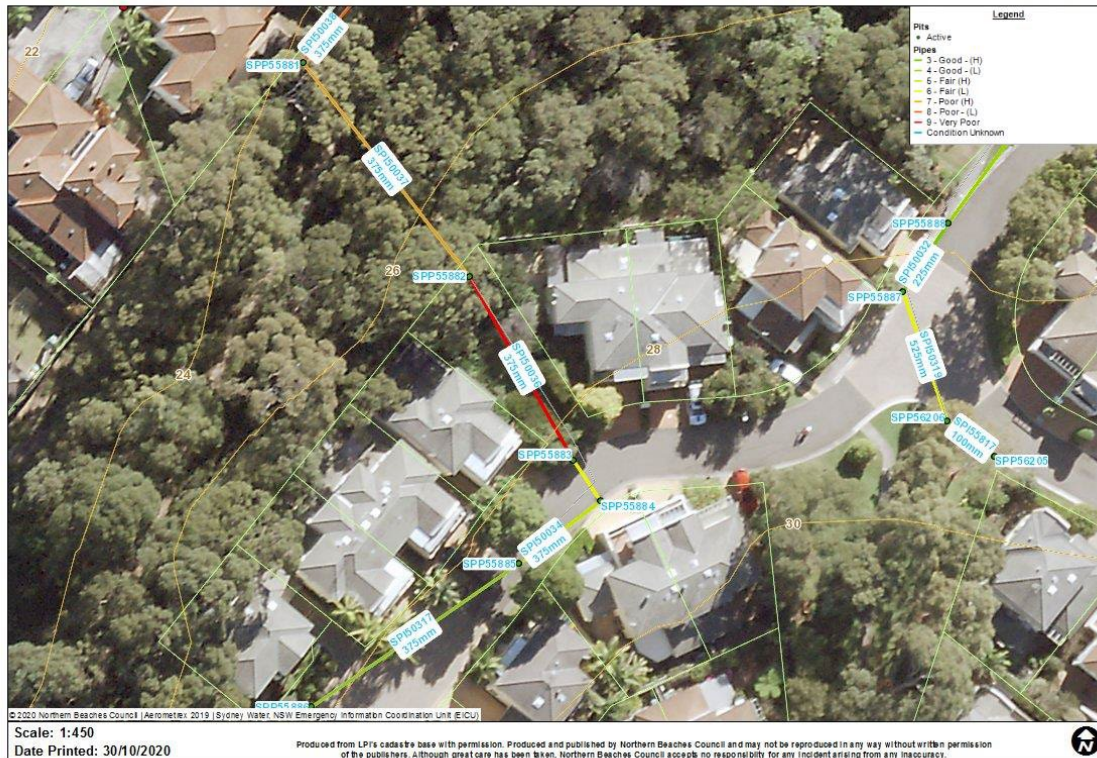 Legend
Pits
Active
Pipes
3 - Good - (H)
4 - Good - (L)
5 - Fair (H)
6 - Fair (L)
7 - Poor (H)
8 - Poor - (L)
9 - Very Poor
Condition Unknown
22
SPP55881
SPI50038
375mm
SPI50037
375mm
SPP55882
26
24
SPI50036
375mm
28
SPP55888
SPI50032
225mm
SPP55887
SPI50319
525mm
SPP56206
SPI55817
100mm
SPP56205
SPP55883
SPP55884
30
SPI50034
375mm
SPP55885
SPI50317
375mm
SPP55886
© 2020 Northern Beaches Council | Aerometrex 2019 | Sydney Water, NSW Emergency Information Coordination Unit (EICU)
Scale: 1:450
Date Printed: 30/10/2020
Produced from LPI's cadastre base with permission. Produced and published by Northern Beaches Council and may not be reproduced in any way without written permission
of the publishers. Although great care has been taken, Northern Beaches Council accepts no responsiblity for any incident arising from any inaccuracy.
N